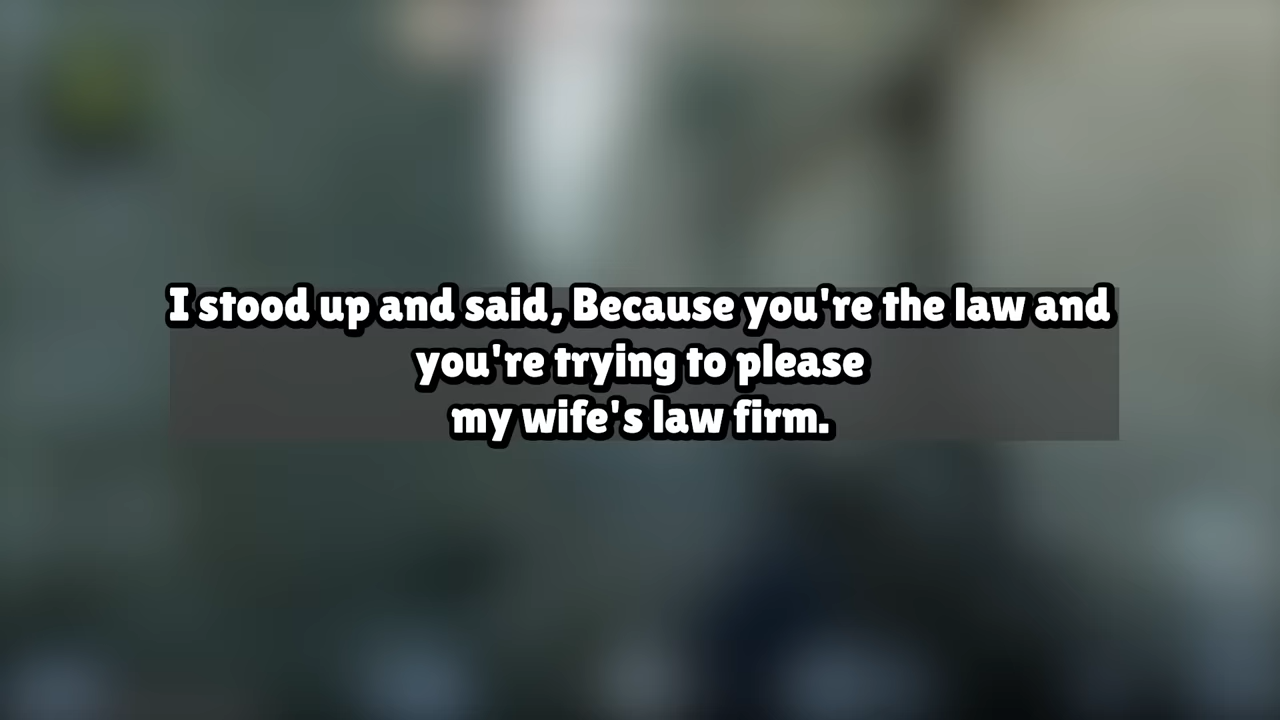 I stood up and said, Because you're the law and
you're trying to please
my wife's law firm.